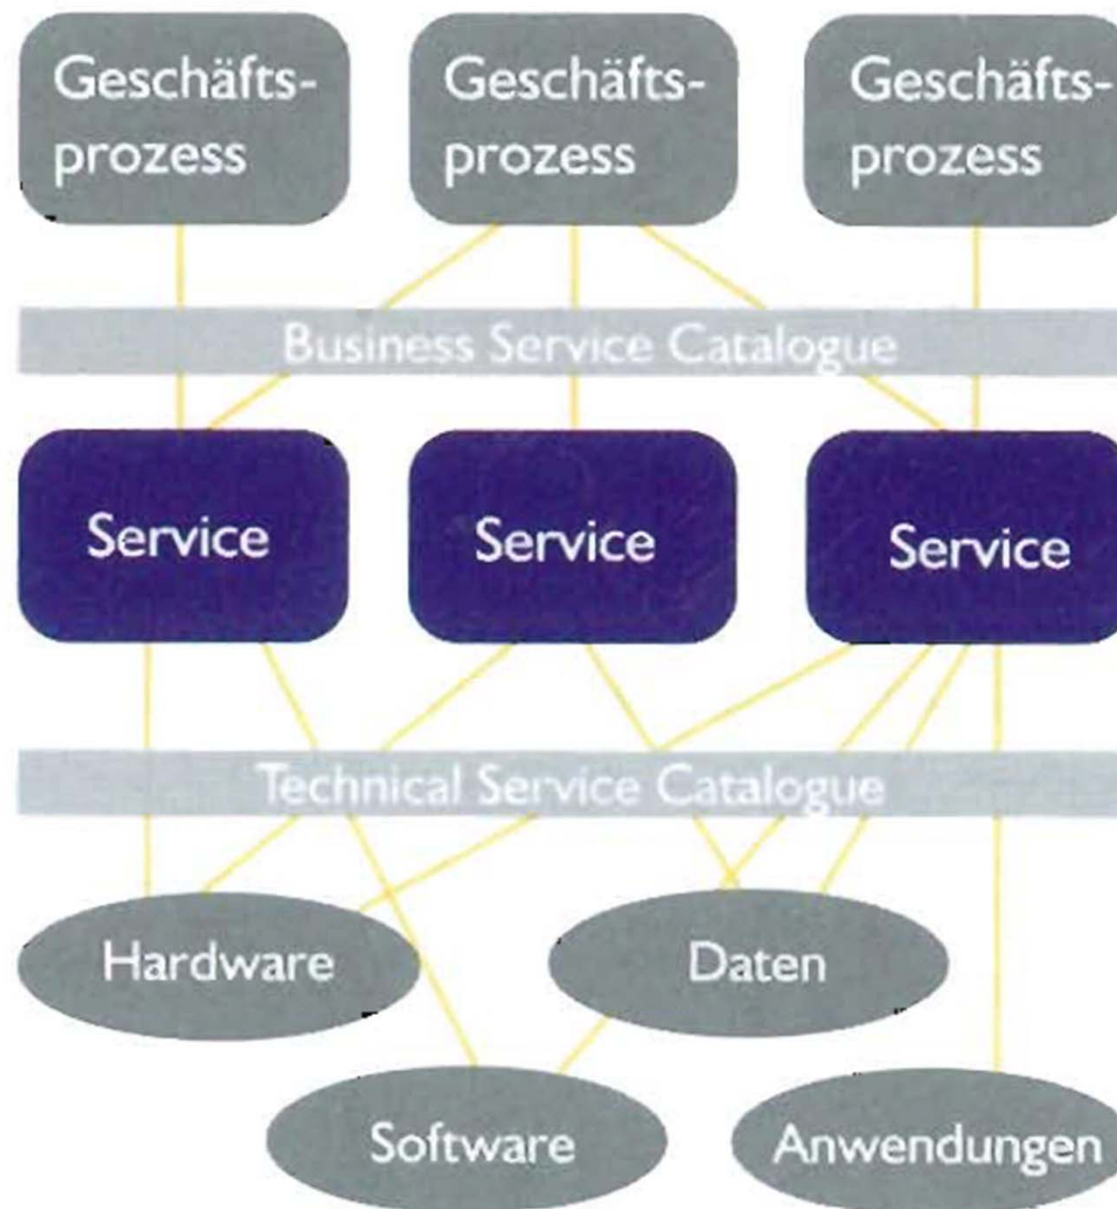 Geschäfts-
prozess
Geschäfts-
prozess
Geschäfts-
prozess
Business Service Catalogue
Service
Service
Service
Technical Service Catalogue
Hardware
Daten
Software
Anwendungen